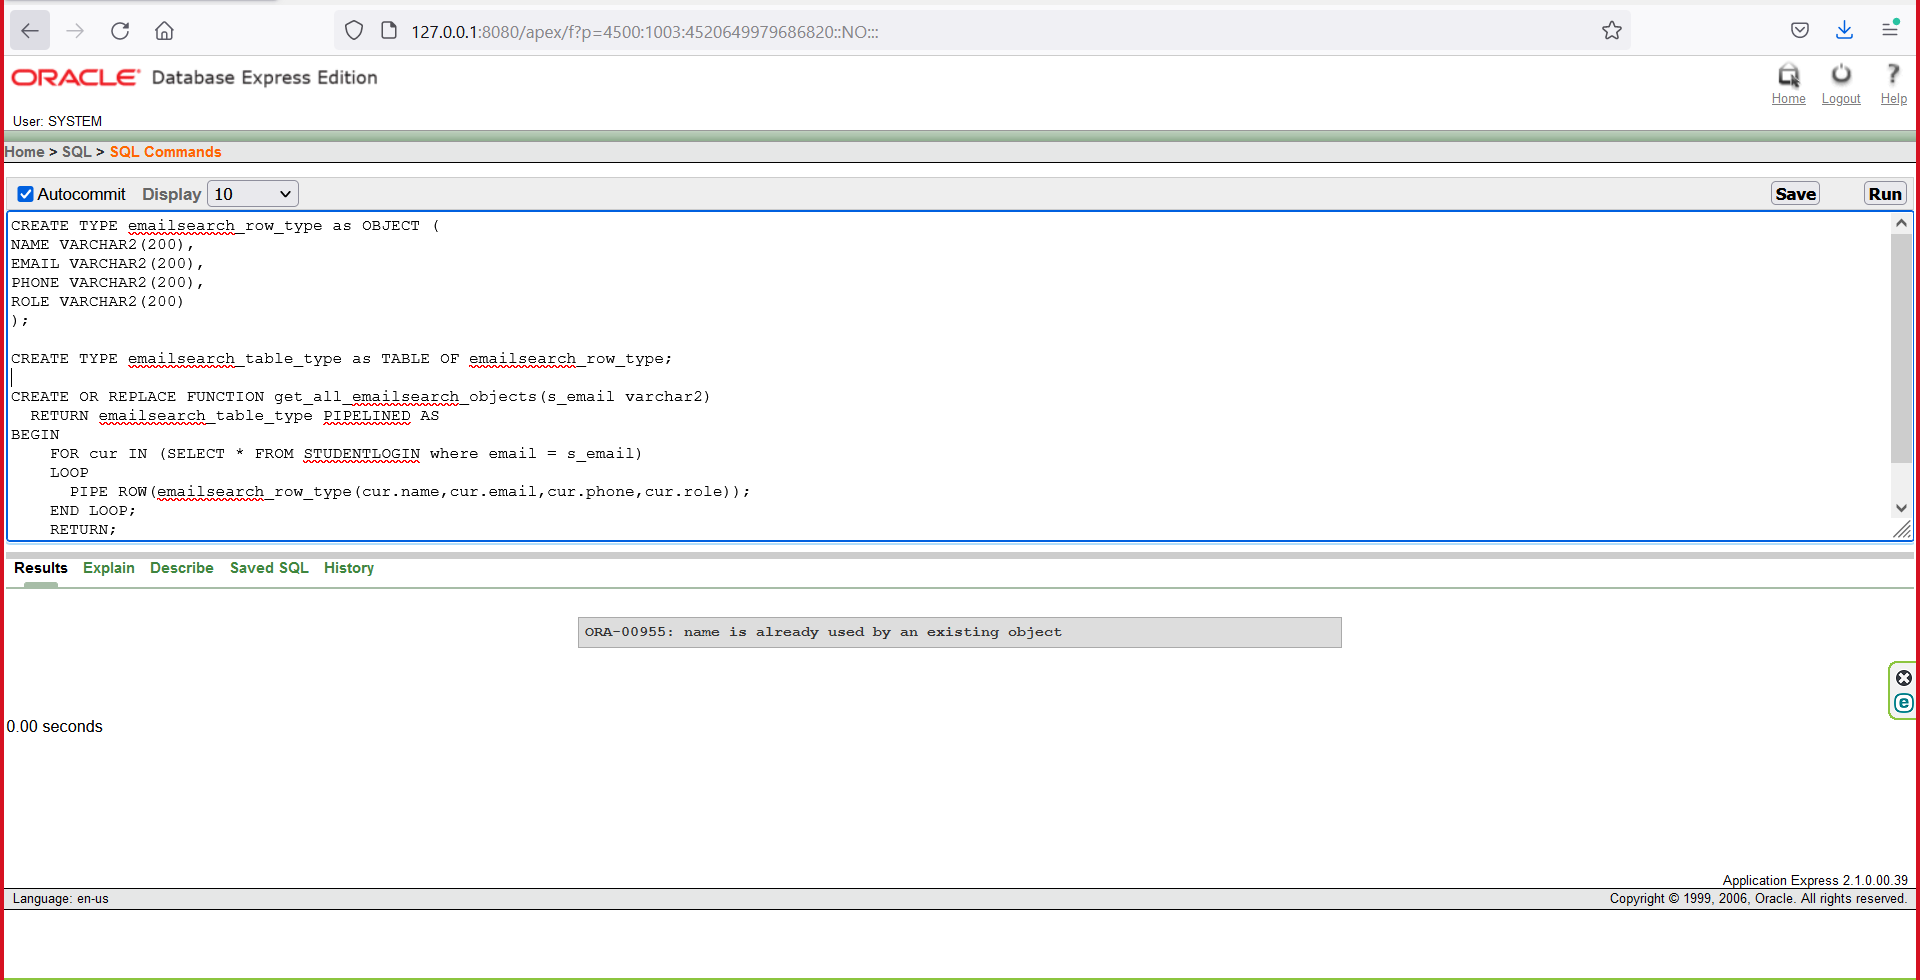 127.0.0.1:8080/apex/f?p=4500:1003:4520649979686820::NO:::
ORACLE Database Express Edition
Home Logout Help
User: SYSTEM
Home > SQL > SQL Commands
Autocommit Display 10 Save Run
CREATE TYPE emailsearch_row_type as OBJECT (
NAME VARCHAR2(200),
EMAIL VARCHAR2(200),
PHONE VARCHAR2(200),
ROLE VARCHAR2(200)
);
CREATE TYPE emailsearch_table_type as TABLE OF emailsearch_row_type;
CREATE OR REPLACE FUNCTION get_all_emailsearch_objects(s_email varchar2)
RETURN emailsearch_table_type PIPELINED AS
BEGIN
FOR cur IN (SELECT * FROM STUDENTLOGIN where email = s_email)
LOOP
PIPE ROW(emailsearch_row_type(cur.name,cur.email,cur.phone,cur.role));
END LOOP;
RETURN;
Results Explain Describe Saved SQL History
ORA-00955: name is already used by an existing object
0.00 seconds
Application Express 2.1.0.00.39
Language: en-us Copyright © 1999, 2006, Oracle. All rights reserved.